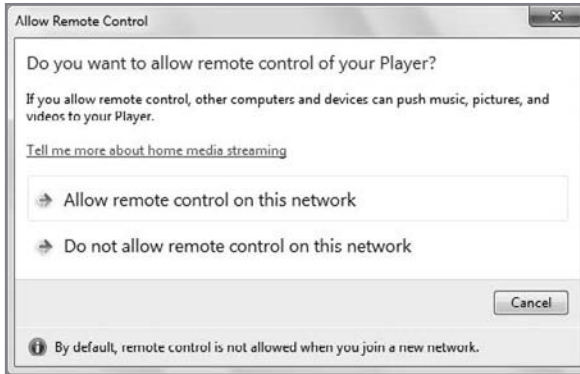 Allow Remote Control
Do you want to allow remote control of your Player?
If you allow remote control, other computers and devices can push music, pictures, and
videos to your Player.
Tell me more about home media streaming
Allow remote control on this network
Do not allow remote control on this network
Cancel
By default, remote control is not allowed when you join a new network.